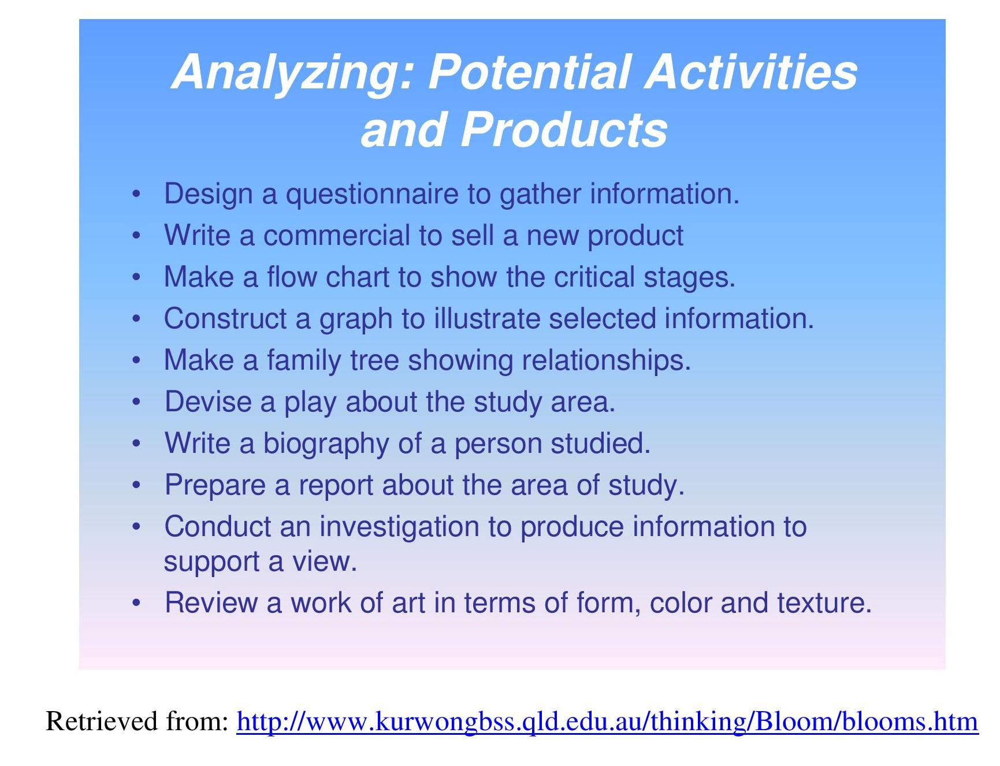 Analyzing: Potential Activities
and Products
• Design a questionnaire to gather information.
• Write a commercial to sell a new product
• Make a flow chart to show the critical stages.
• Construct a graph to illustrate selected information.
• Make a family tree showing relationships.
• Devise a play about the study area.
• Write a biography of a person studied.
• Prepare a report about the area of study.
• Conduct an investigation to produce information to
support a view.
• Review a work of art in terms of form, color and texture.
Retrieved from: http://www.kurwongbss.qld.edu.au/thinking/Bloom/blooms.htm